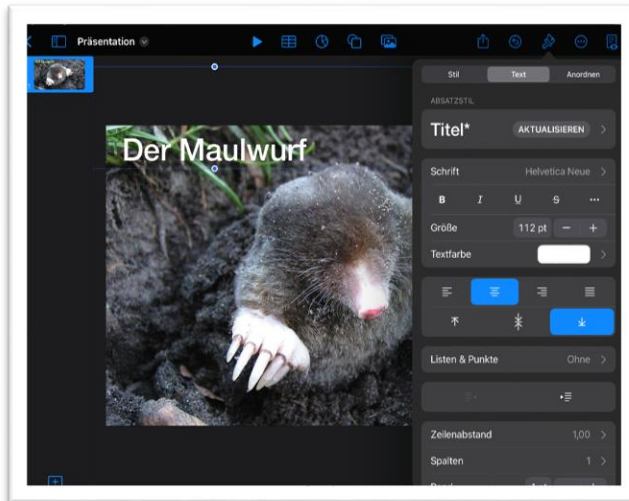 Präsentation
Stil Text Anordnen
ABSATZSTIL
Titel* AKTUALISIEREN
Der Maulwurf
Schrift Helvetica Neue
B I U S
Größe 112 pt − +
Textfarbe
Listen & Punkte Ohne
Zeilenabstand 1,00
Spalten 1